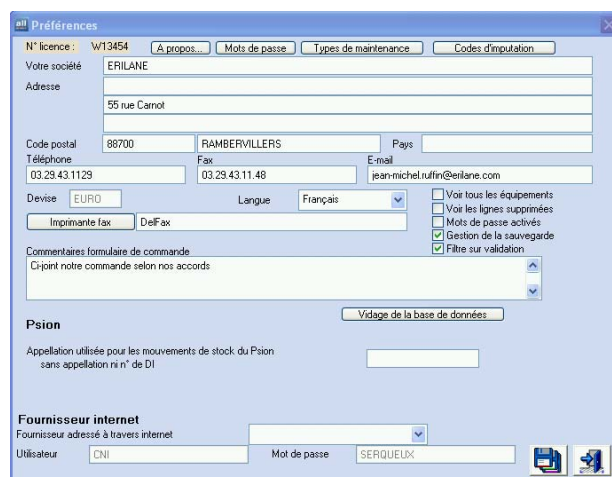 all Préférences
N° licence : W13454 A propos... Mots de passe Types de maintenance Codes d'imputation
Votre société ERILANE
Adresse
55 rue Carnot
Code postal 88700 RAMBERVILLERS Pays
Téléphone Fax E-mail
03.29.43.1129 03.29.43.11.48 jean-michel.ruffin@erilane.com
Devise EURO Langue Français
Voir tous les équipements
Voir les lignes supprimées
Mots de passe activés
Gestion de la sauvegarde
Filtre sur validation
Imprimante fax DelFax
Commentaires formulaire de commande
Ci-joint notre commande selon nos accords
Vidage de la base de données
Psion
Appellation utilisée pour les mouvements de stock du Psion
sans appellation ni n° de DI
Fournisseur internet
Fournisseur adressé à travers internet
Utilisateur CNI Mot de passe SERQUEUX